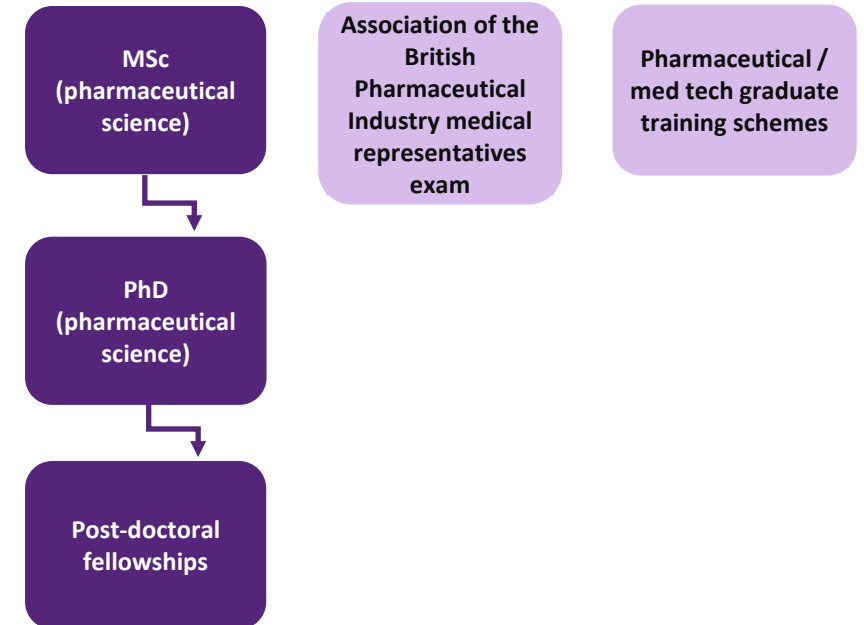 MSc
(pharmaceutical
science)
Association of the
British
Pharmaceutical
Industry medical
representatives
exam
Pharmaceutical /
med tech graduate
training schemes
PhD
(pharmaceutical
science)
Post-doctoral
fellowships